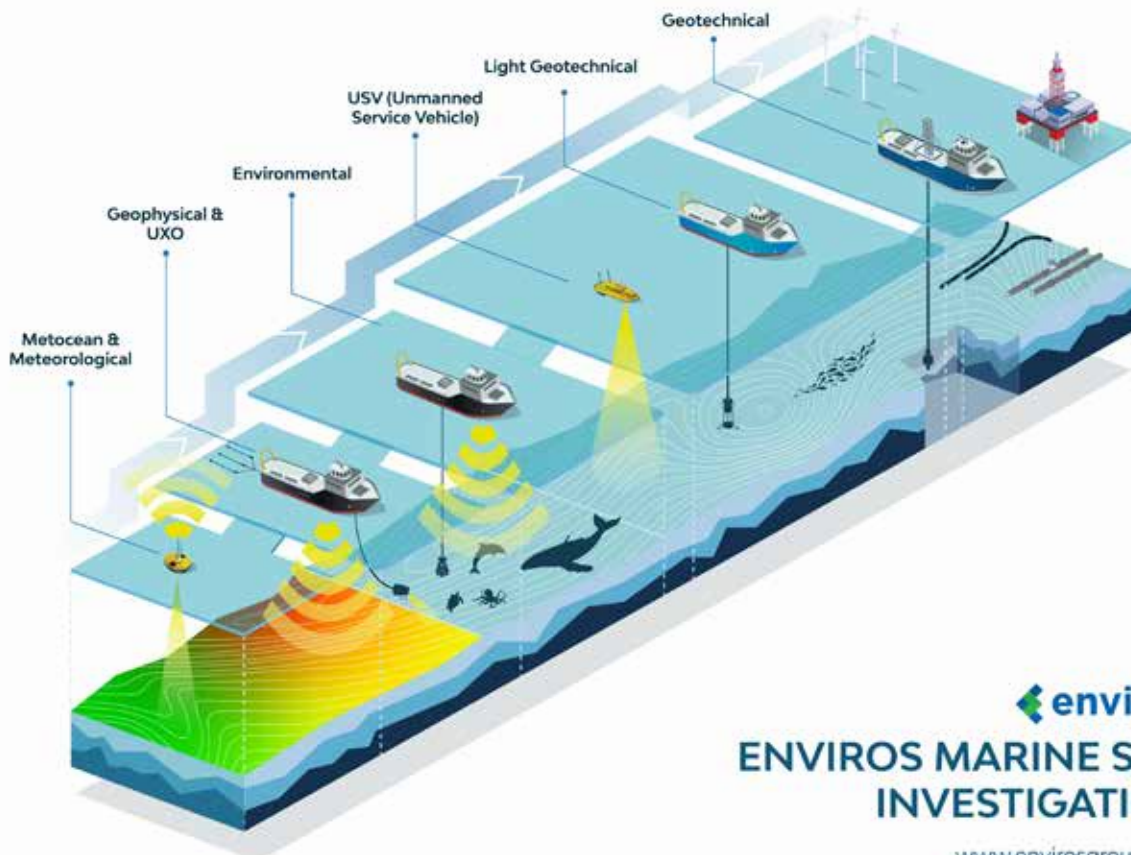 Geotechnical
Light Geotechnical
USV (Unmanned
Service Vehicle)
Environmental
Geophysical &
UXO
Metocean &
Meteorological
envi
ENVIROS MARINE S
INVESTIGATI